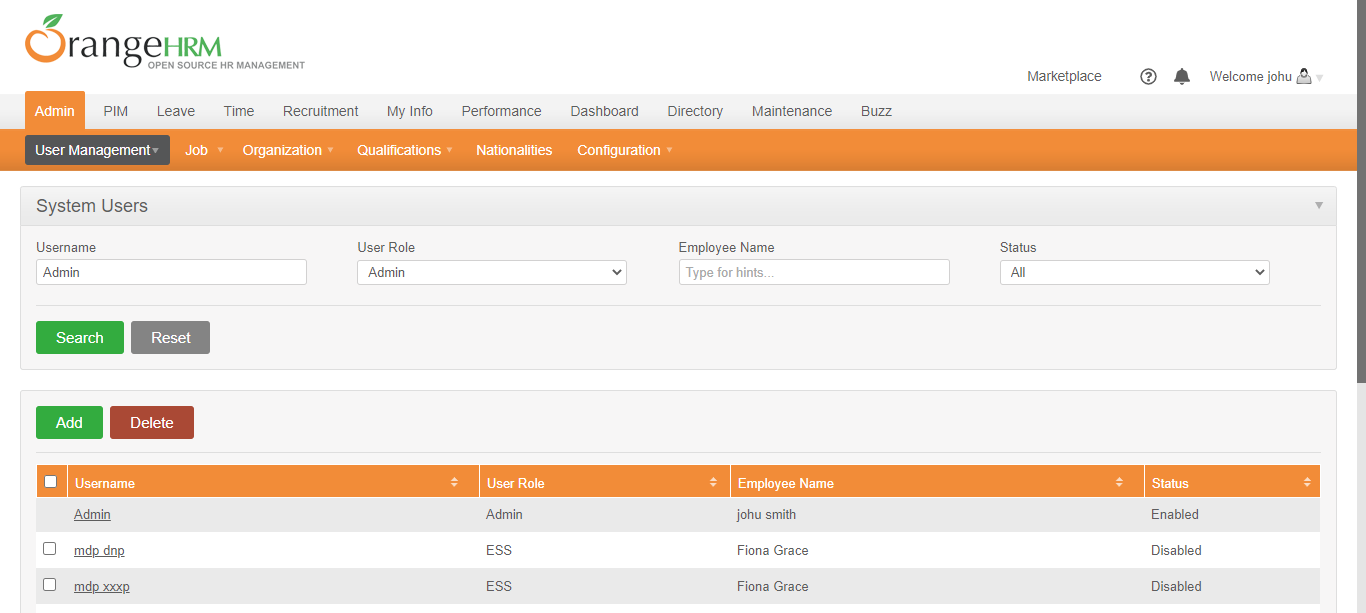 OrangeHRM
OPEN SOURCE HR MANAGEMENT
Marketplace ? Welcome johu
Admin PIM Leave Time Recruitment My Info Performance Dashboard Directory Maintenance Buzz
User Management Job Organization Qualifications Nationalities Configuration
System Users
Username User Role Employee Name Status
Admin Admin Type for hints... All
Search Reset
Add Delete
Username User Role Employee Name Status
Admin Admin johu smith Enabled
mdp dnp ESS Fiona Grace Disabled
mdp xxxp ESS Fiona Grace Disabled